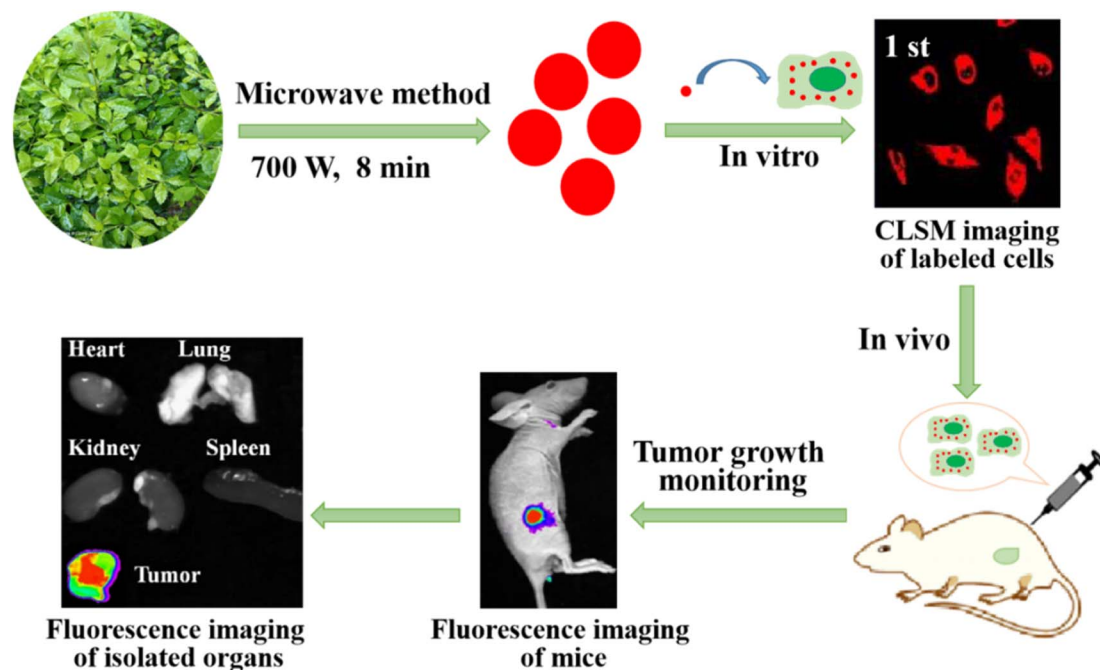 Microwave method
700 W, 8 min
In vitro
1 st
CLSM imaging
of labeled cells
In vivo
Tumor growth
monitoring
Fluorescence imaging
of mice
Heart
Lung
Kidney
Spleen
Tumor
Fluorescence imaging
of isolated organs